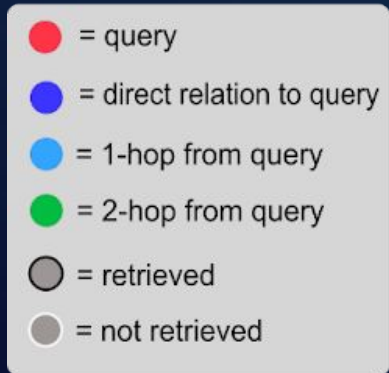 = query
= direct relation to query
= 1-hop from query
= 2-hop from query
= retrieved
= not retrieved